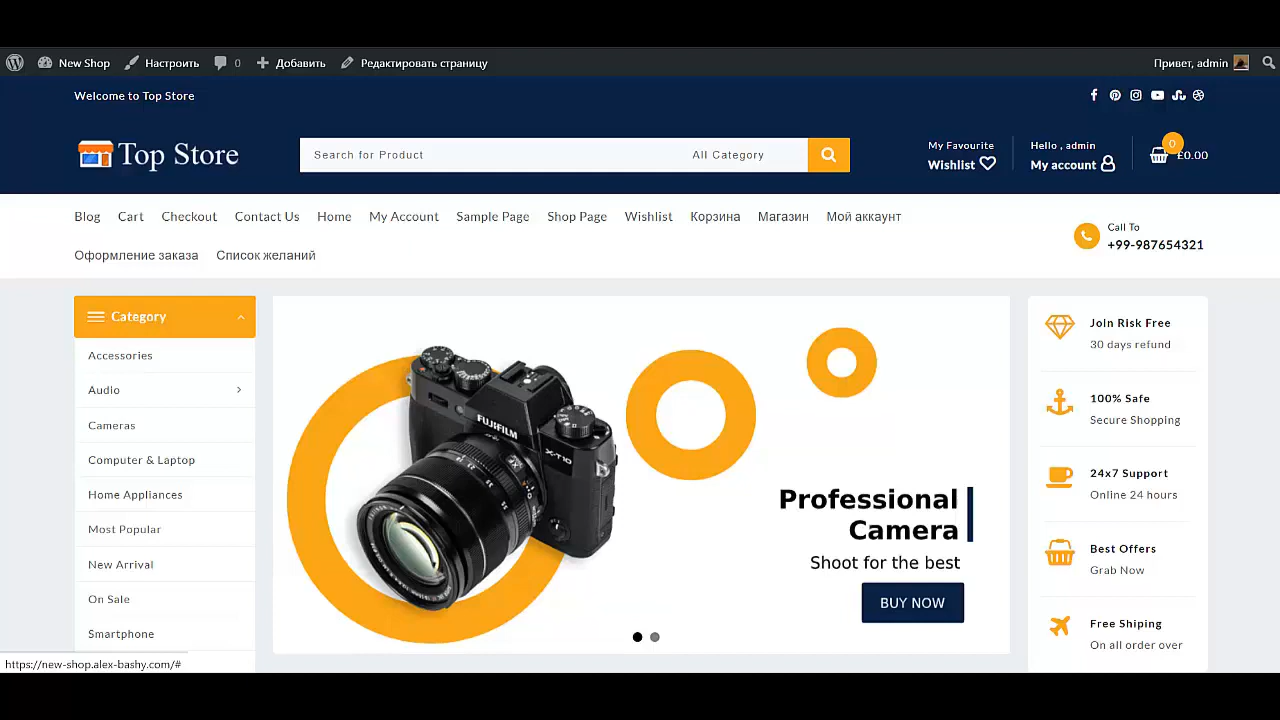 New Shop Настроить 0 Добавить Редактировать страницу Привет, admin
Welcome to Top Store
Top Store
Search for Product All Category
My Favourite
Wishlist
Hello , admin
My account
0
£0.00
Blog Cart Checkout Contact Us Home My Account Sample Page Shop Page Wishlist Корзина Магазин Мой аккаунт
Оформление заказа Список желаний
Call To
+99-987654321
Category
Accessories
Audio
Cameras
Computer & Laptop
Home Appliances
Most Popular
New Arrival
On Sale
Smartphone
FUJIFILM
X-T10
Professional
Camera
Shoot for the best
BUY NOW
Join Risk Free
30 days refund
100% Safe
Secure Shopping
24x7 Support
Online 24 hours
Best Offers
Grab Now
Free Shiping
On all order over
https://new-shop.alex-bashy.com/#